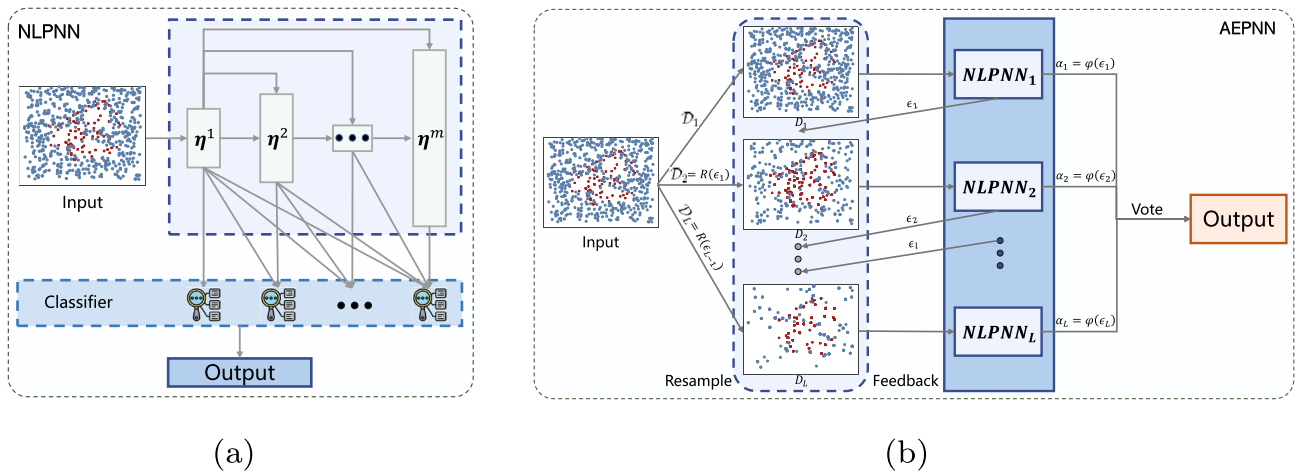 NLPNN
η¹
η²
ηᵐ
Input
Classifier
Output
(a)
AEPNN
Input
𝒟₁
𝒟₂ = R(ϵ₁)
𝒟_L = R(ϵ_{L−1})
D₁
D₂
D_L
Resample
Feedback
NLPNN₁
NLPNN₂
NLPNN_L
ϵ₁
ϵ₂
ϵ₁
α₁ = φ(ϵ₁)
α₂ = φ(ϵ₂)
α_L = φ(ϵ_L)
Vote
Output
(b)